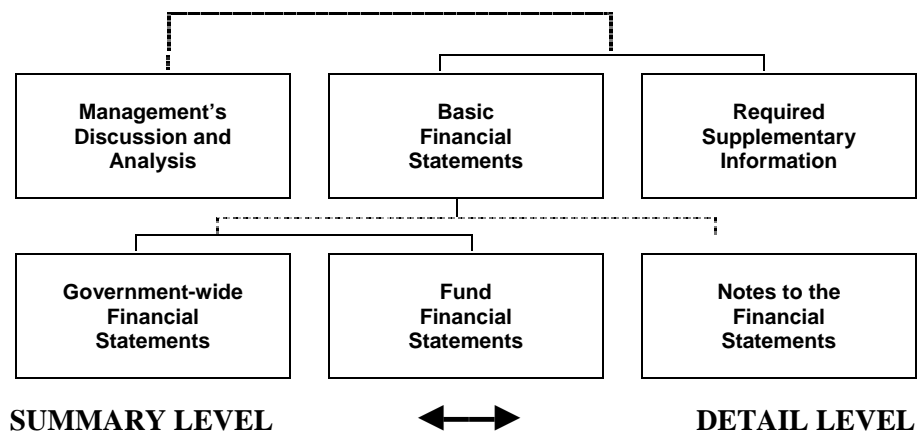 Management’s
Discussion and
Analysis
Basic
Financial
Statements
Required
Supplementary
Information
Government-wide
Financial
Statements
Fund
Financial
Statements
Notes to the
Financial
Statements
SUMMARY LEVEL
DETAIL LEVEL